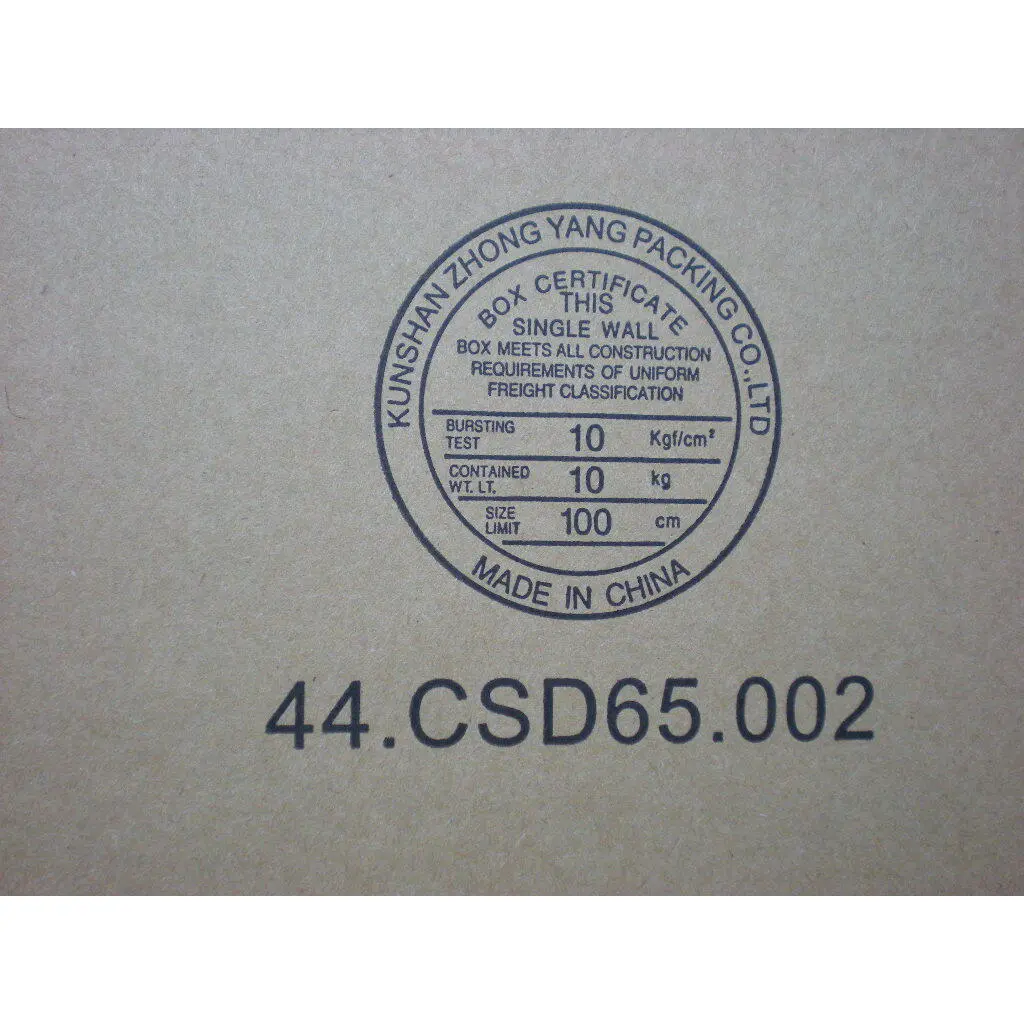 KUNSHAN ZHONG YANG PACKING CO.,LTD
BOX CERTIFICATE
THIS
SINGLE WALL
BOX MEETS ALL CONSTRUCTION
REQUIREMENTS OF UNIFORM
FREIGHT CLASSIFICATION
BURSTING TEST 10 Kgf/cm²
CONTAINED WT. LT. 10 kg
SIZE LIMIT 100 cm
MADE IN CHINA
44.CSD65.002